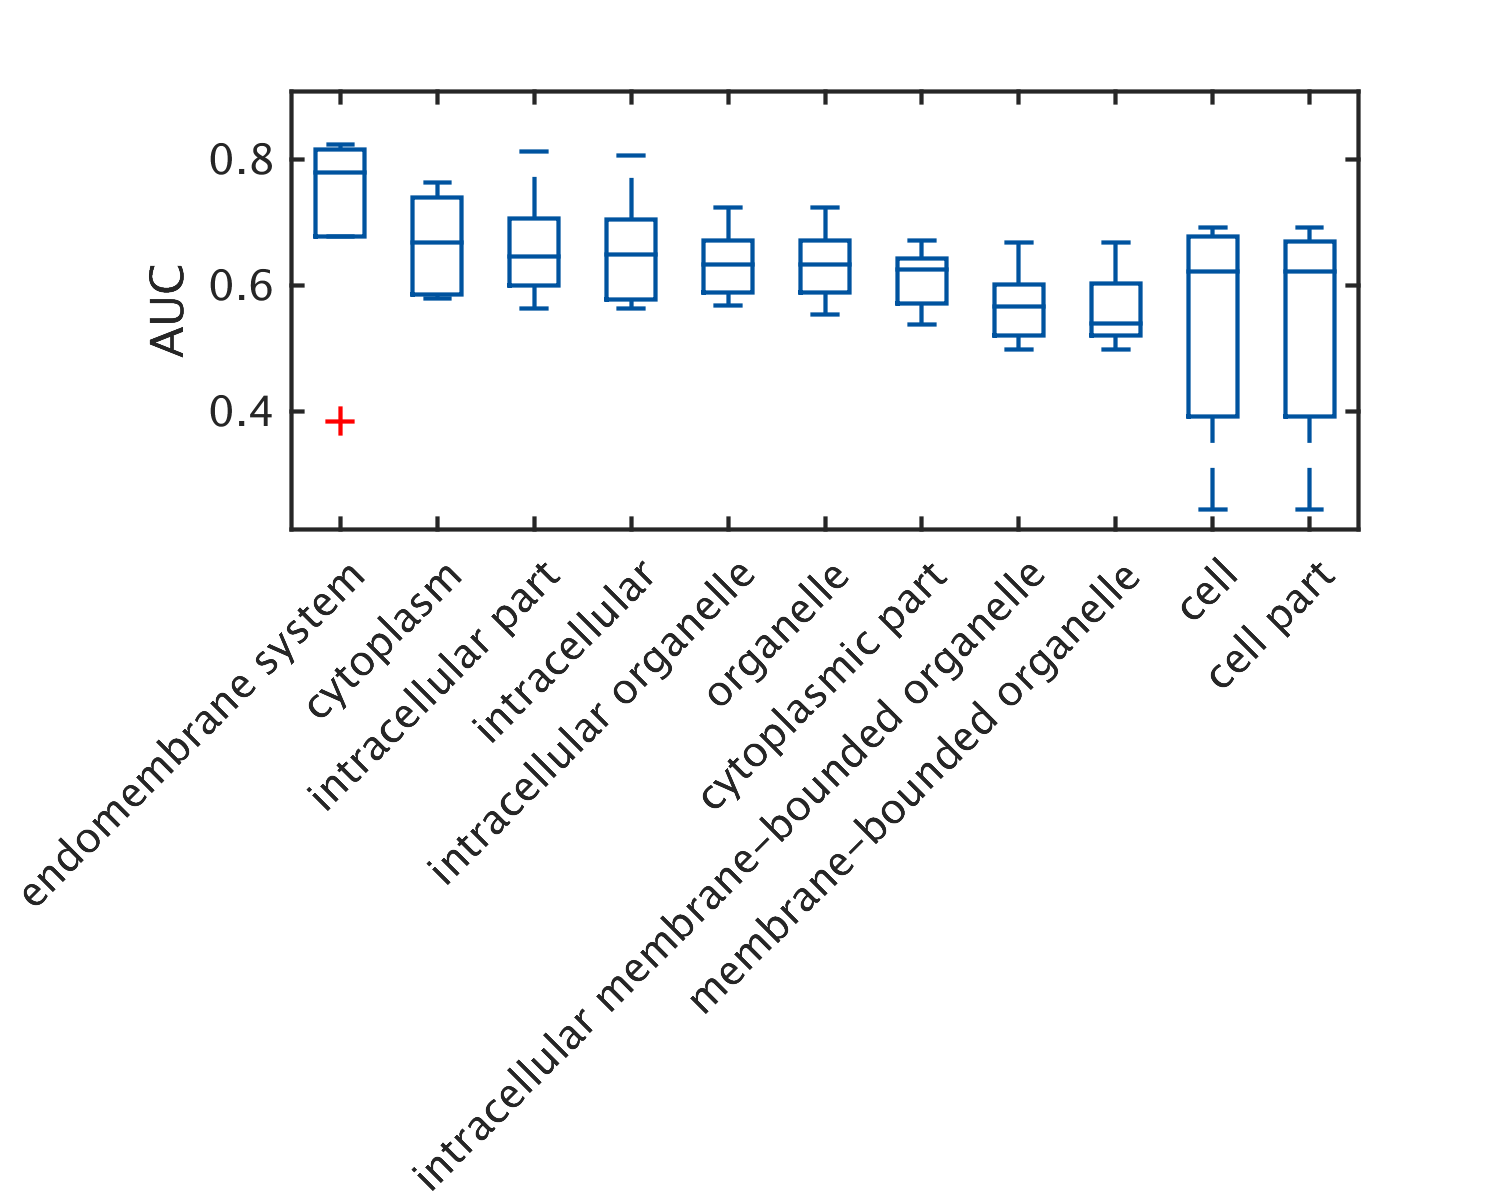 0.8
0.6
0.4
AUC
endomembrane system
cytoplasm
intracellular part
intracellular
intracellular organelle
organelle
cytoplasmic part
intracellular membrane–bounded organelle
membrane–bounded organelle
cell
cell part